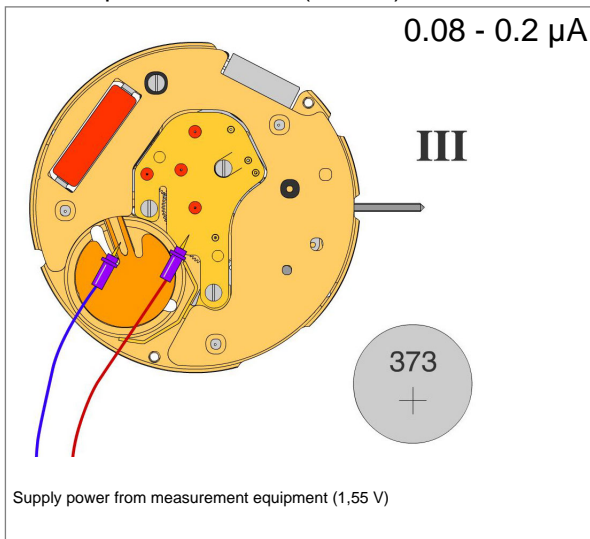 0.08 - 0.2 µA
III
373
Supply power from measurement equipment (1,55 V)